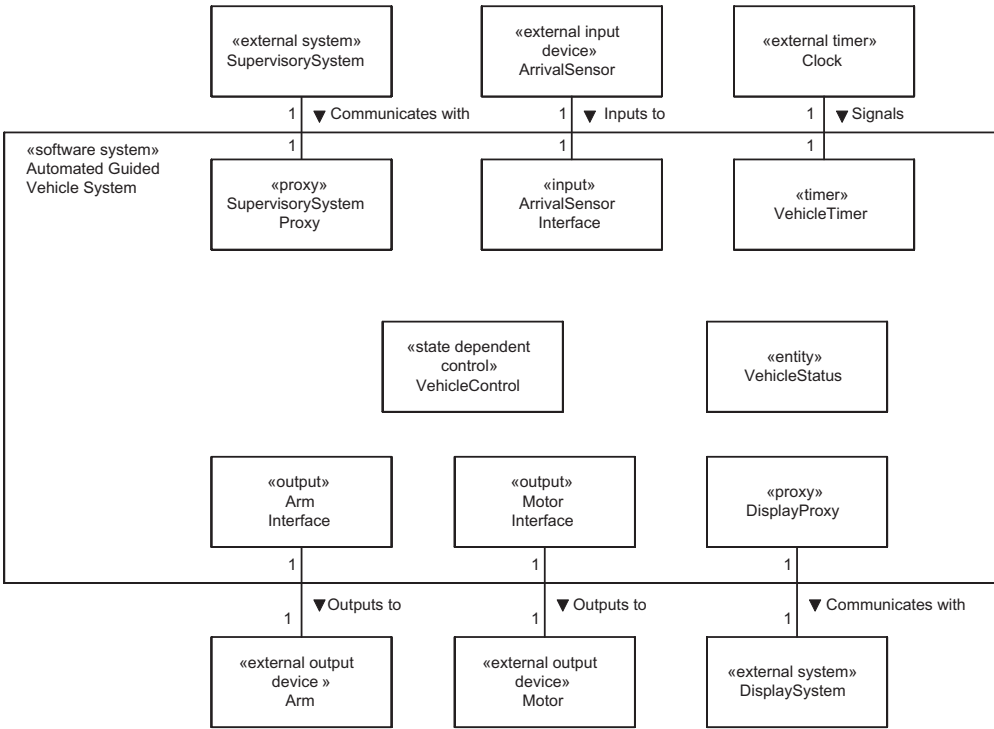 «external system»
SupervisorySystem
«external input
device»
ArrivalSensor
«external timer»
Clock
1
▼ Communicates with
1
▼ Inputs to
1
▼ Signals
«software system»
Automated Guided
Vehicle System
1
«proxy»
SupervisorySystem
Proxy
1
«input»
ArrivalSensor
Interface
1
«timer»
VehicleTimer
«state dependent
control»
VehicleControl
«entity»
VehicleStatus
«output»
Arm
Interface
«output»
Motor
Interface
«proxy»
DisplayProxy
1
1
1
▼Outputs to
1
▼ Outputs to
1
▼ Communicates with
1
«external output
device »
Arm
«external output
device»
Motor
«external system»
DisplaySystem